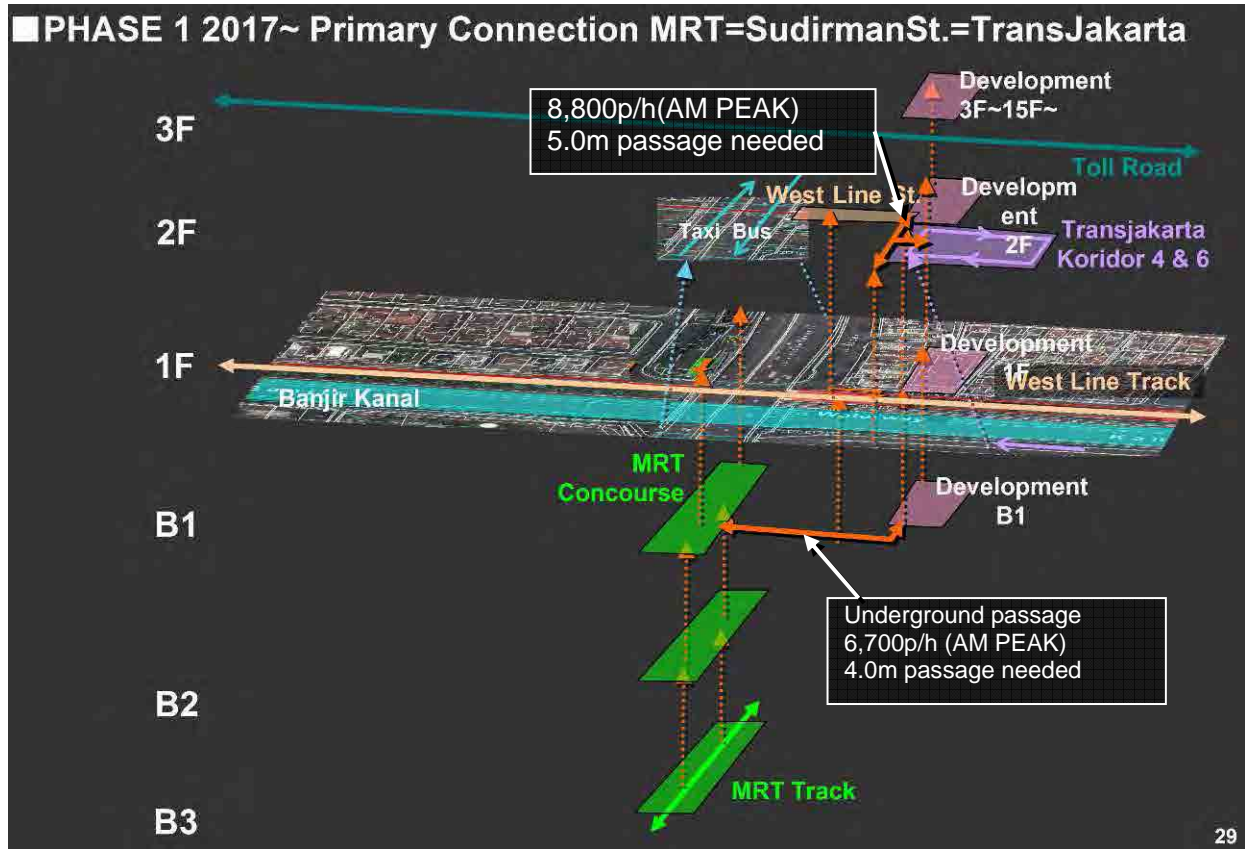 ■PHASE 1 2017~ Primary Connection MRT=SudirmanSt.=TransJakarta
Development
3F~15F~
8,800p/h(AM PEAK)
5.0m passage needed
3F
Toll Road
West Line St.
Developm
ent
2F
2F
Taxi Bus
Transjakarta
Koridor 4 & 6
1F
Development
1F
West Line Track
Banjir Kanal
MRT
Concourse
Development
B1
B1
Underground passage
6,700p/h (AM PEAK)
4.0m passage needed
B2
MRT Track
B3
29